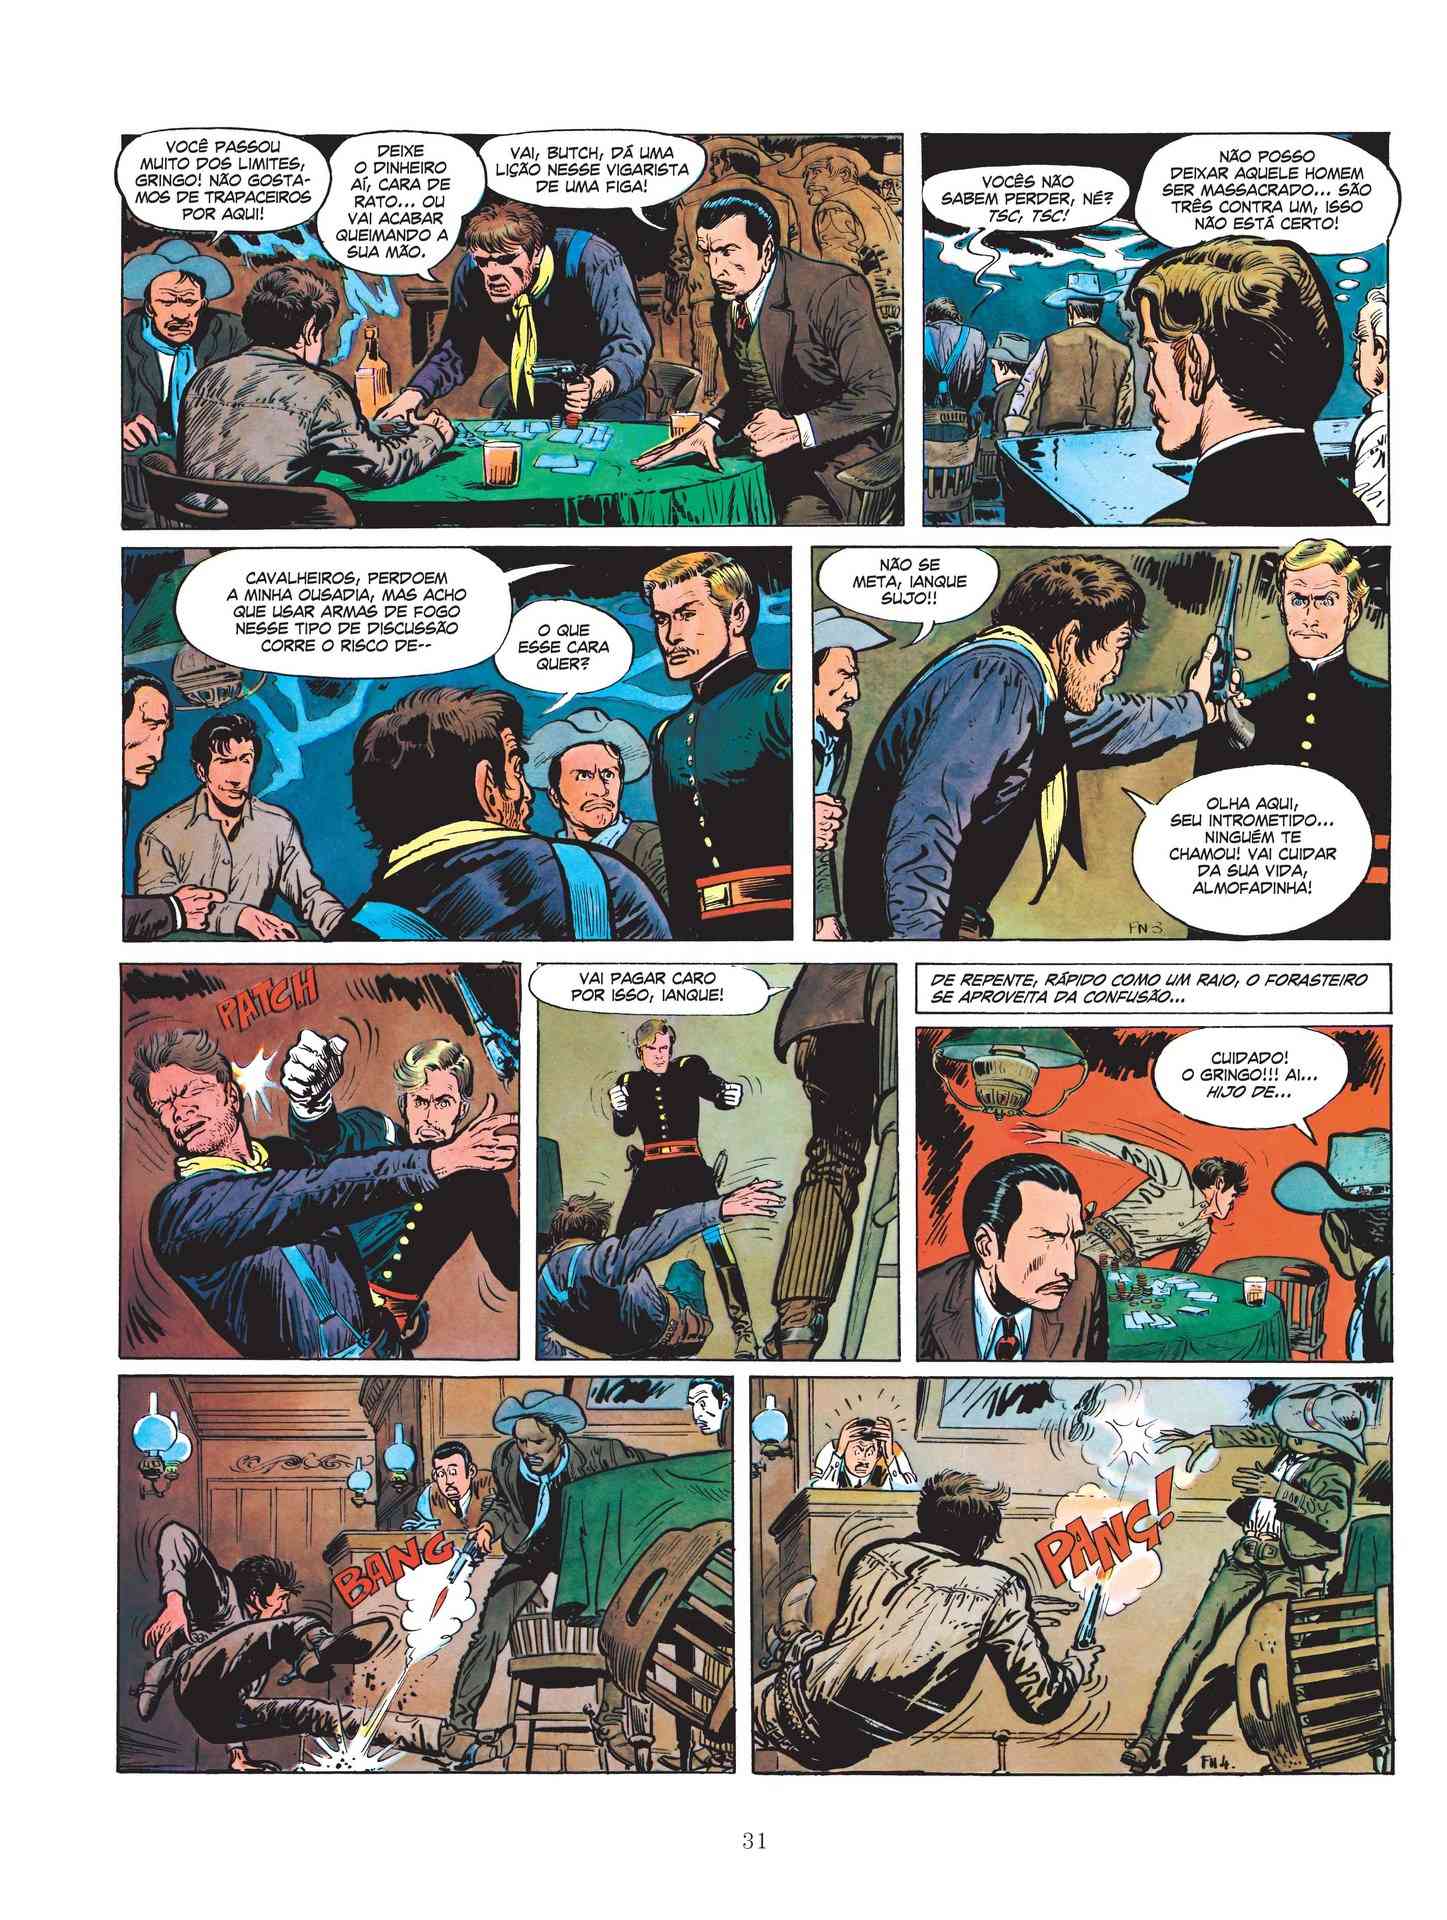 VOCÊ PASSOU
MUITO DOS LIMITES,
GRINGO! NÃO GOSTA-
MOS DE TRAPACEIROS
POR AQUI!
DEIXE
O DINHEIRO
AÍ, CARA DE
RATO... OU
VAI ACABAR
QUEIMANDO A
SUA MÃO.
VAI, BUTCH, DÁ UMA
LIÇÃO NESSE VIGARISTA
DE UMA FIGA!
VOCÊS NÃO
SABEM PERDER, NÉ?
TSC, TSC!
NÃO POSSO
DEIXAR AQUELE HOMEM
SER MASSACRADO... SÃO
TRÊS CONTRA UM, ISSO
NÃO ESTÁ CERTO!
CAVALHEIROS, PERDOEM
A MINHA OUSADIA, MAS ACHO
QUE USAR ARMAS DE FOGO
NESSE TIPO DE DISCUSSÃO
CORRE O RISCO DE--
O QUE
ESSE CARA
QUER?
NÃO SE
META, IANQUE
SUJO!!
OLHA AQUI,
SEU INTROMETIDO...
NINGUÉM TE
CHAMOU! VAI CUIDAR
DA SUA VIDA,
ALMOFADINHA!
FN 3.
PATCH
VAI PAGAR CARO
POR ISSO, IANQUE!
DE REPENTE, RÁPIDO COMO UM RAIO, O FORASTEIRO
SE APROVEITA DA CONFUSÃO...
CUIDADO!
O GRINGO!!! AI...
HIJO DE...
BANG
PANG!
FN 4.
31